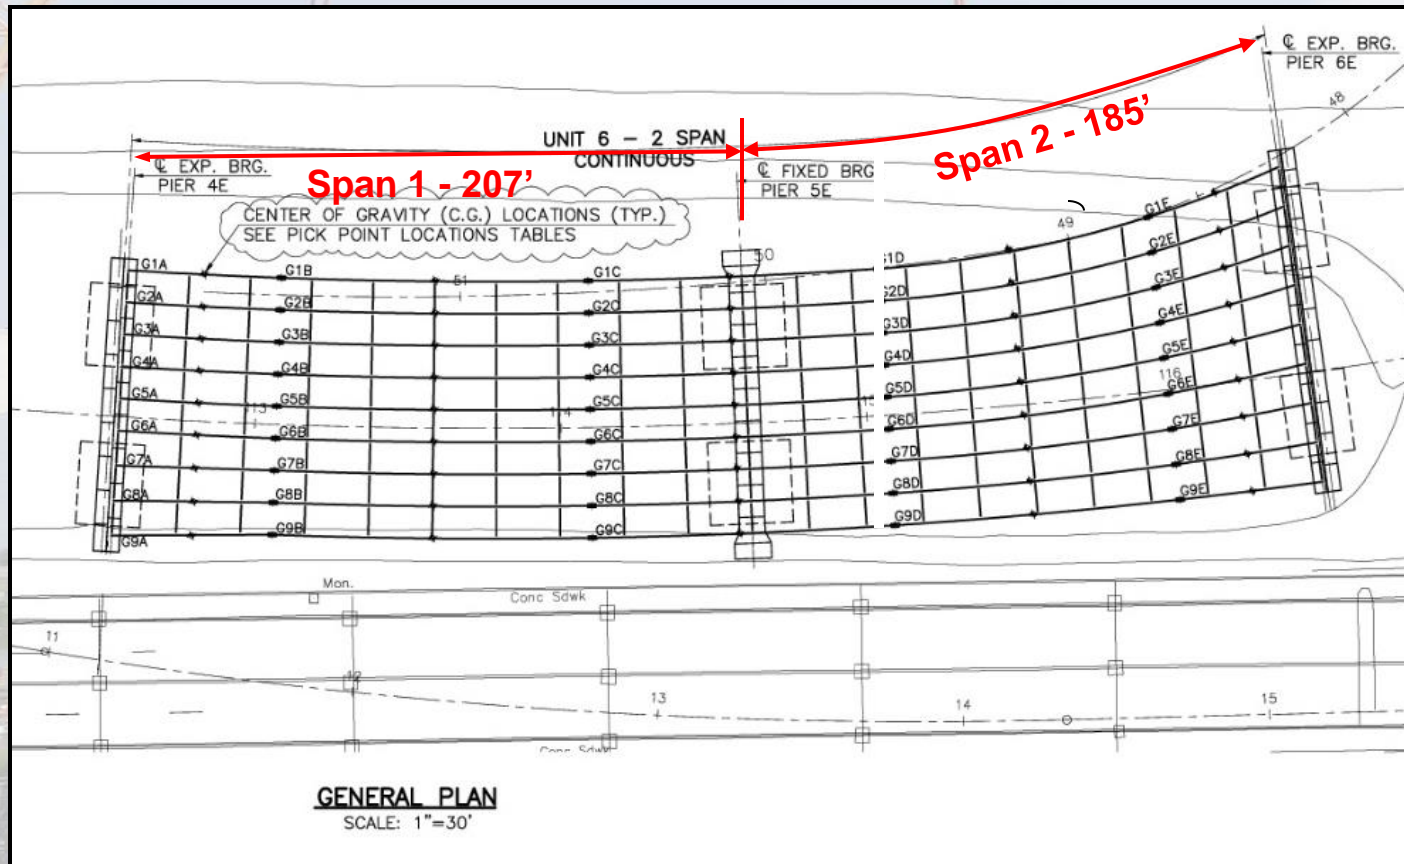 ℄ EXP. BRG.
PIER 6E
48
UNIT 6 - 2 SPAN
CONTINUOUS
Span 2 - 185'
℄ EXP. BRG.
PIER 4E
Span 1 - 207'
℄ FIXED BRG
PIER 5E
CENTER OF GRAVITY (C.G.) LOCATIONS (TYP.)
SEE PICK POINT LOCATIONS TABLES
49
50
51
G1A G1B G1C G1D G1E
G2A G2B G2C G2D G2E
G3A G3B G3C G3D G3E
G4A G4B G4C G4D G4E
G5A G5B G5C G5D G5E
113 114 116
G6A G6B G6C G6D G6E
G7A G7B G7C G7D G7E
G8A G8B G8C G8D G8E
G9A G9B G9C G9D G9E
Mon.
Conc Sdwk
11
12
13
14
15
Conc Sdwk
GENERAL PLAN
SCALE: 1"=30'